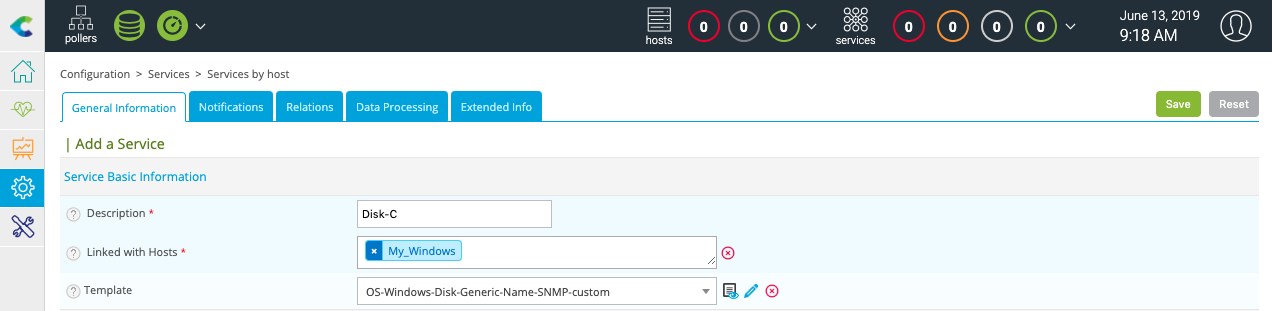 pollers
hosts 0 0 0
services 0 0 0 0
June 13, 2019
9:18 AM
Configuration > Services > Services by host
General Information Notifications Relations Data Processing Extended Info Save Reset
| Add a Service
Service Basic Information
? Description * Disk-C
? Linked with Hosts * × My_Windows
? Template OS-Windows-Disk-Generic-Name-SNMP-custom